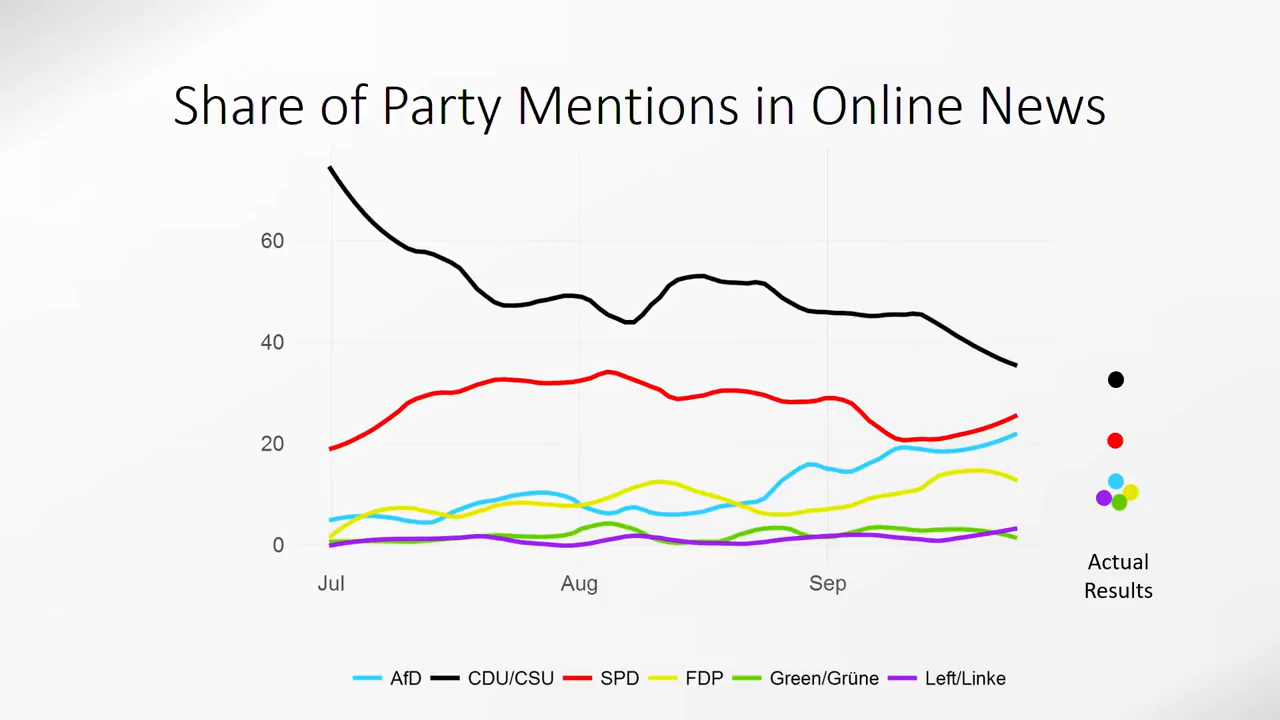 Share of Party Mentions in Online News
60
40
20
0
Jul Aug Sep
Actual
Results
AfD CDU/CSU SPD FDP Green/Grüne Left/Linke